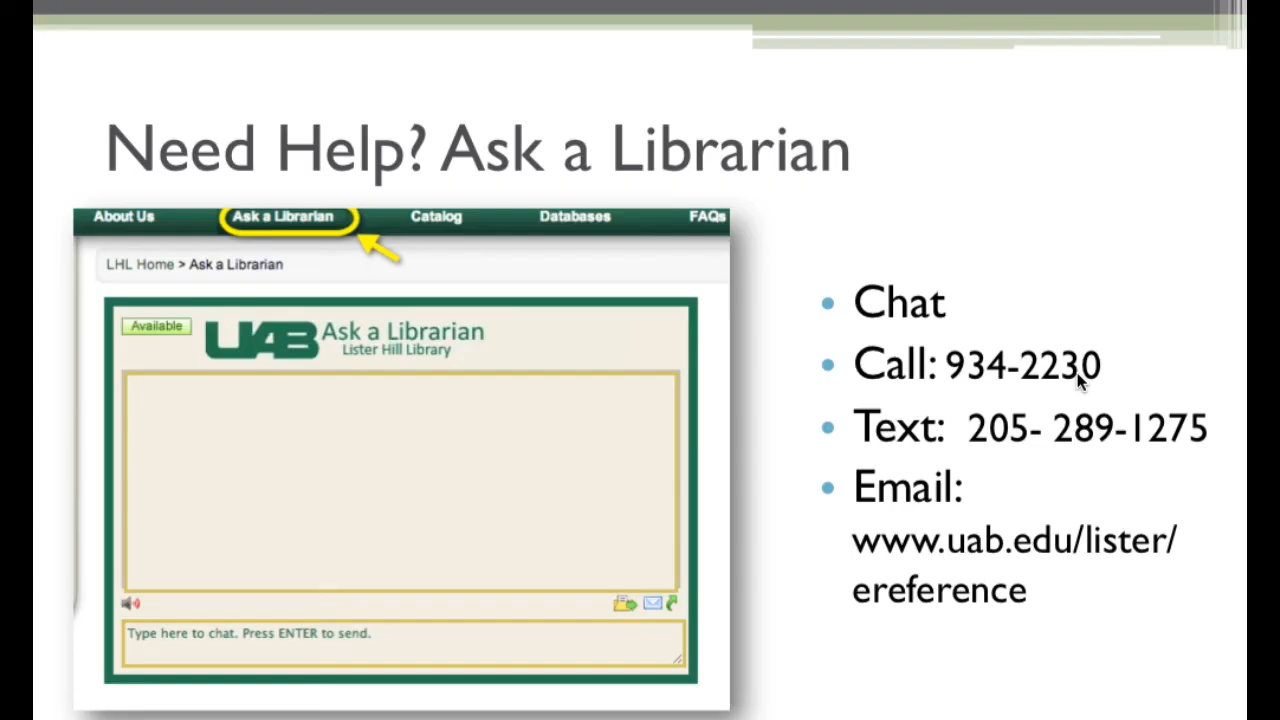 Need Help? Ask a Librarian
About Us Ask a Librarian Catalog Databases FAQs
LHL Home > Ask a Librarian
Available UAB Ask a Librarian
Lister Hill Library
Type here to chat. Press ENTER to send.
• Chat
• Call: 934-2230
• Text: 205- 289-1275
• Email:
www.uab.edu/lister/
ereference